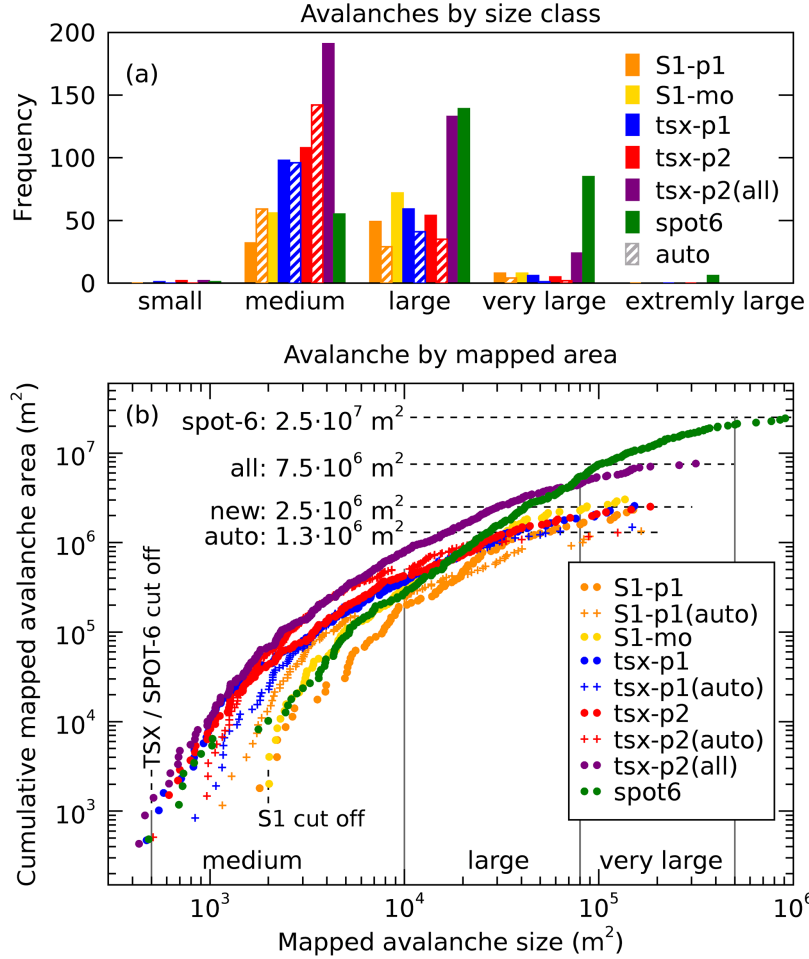 Avalanches by size class
200
150
100
50
0
Frequency
(a)
S1-p1
S1-mo
tsx-p1
tsx-p2
tsx-p2(all)
spot6
auto
small medium large very large extremly large
Avalanche by mapped area
(b)
spot-6: 2.5·10⁷ m²
all: 7.5·10⁶ m²
new: 2.5·10⁶ m²
auto: 1.3·10⁶ m²
10⁷
10⁶
10⁵
10⁴
10³
Cumulative mapped avalanche area (m²)
TSX / SPOT-6 cut off
S1 cut off
S1-p1
S1-p1(auto)
S1-mo
tsx-p1
tsx-p1(auto)
tsx-p2
tsx-p2(auto)
tsx-p2(all)
spot6
medium large very large
10³ 10⁴ 10⁵ 10⁶
Mapped avalanche size (m²)